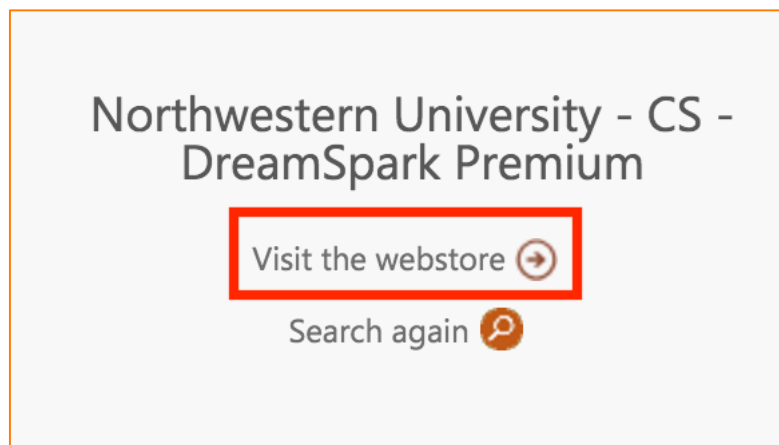 Northwestern University - CS -
DreamSpark Premium
Visit the webstore
Search again